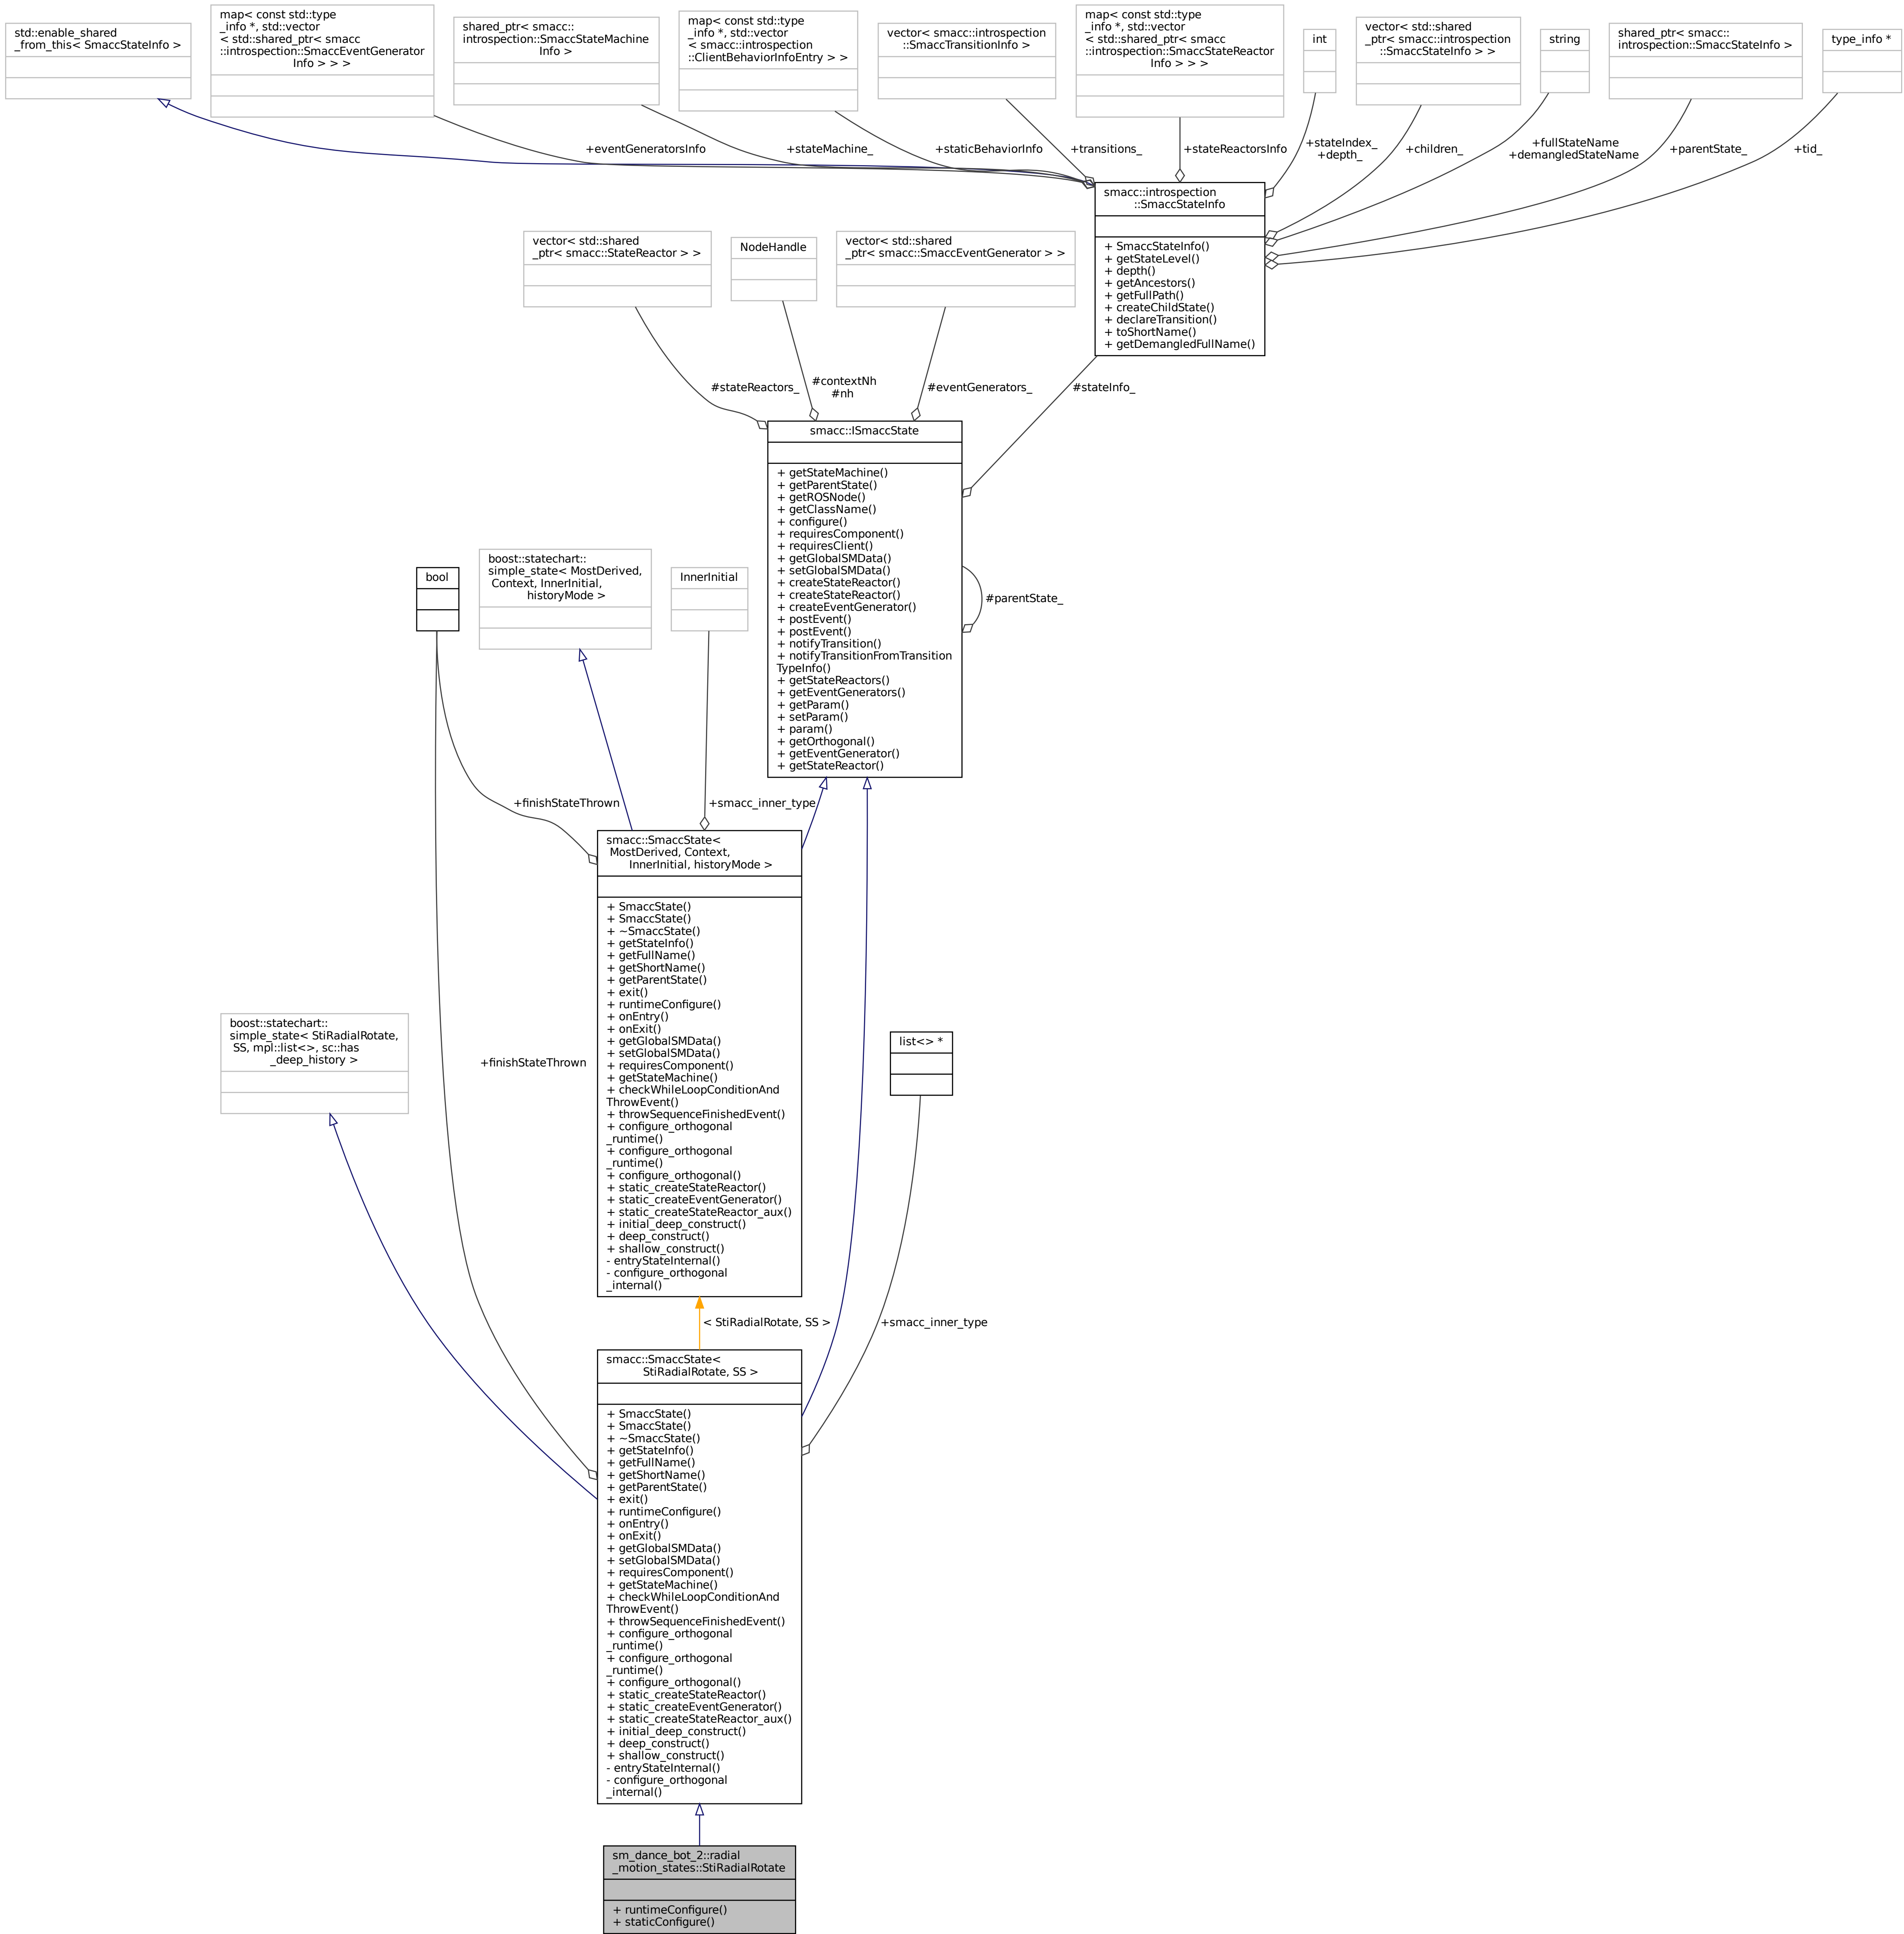 std::enable_shared
_from_this< SmaccStateInfo >
map< const std::type
_info *, std::vector
< std::shared_ptr< smacc
::introspection::SmaccEventGenerator
Info > > >
shared_ptr< smacc::
introspection::SmaccStateMachine
Info >
map< const std::type
_info *, std::vector
< smacc::introspection
::ClientBehaviorInfoEntry > >
vector< smacc::introspection
::SmaccTransitionInfo >
map< const std::type
_info *, std::vector
< std::shared_ptr< smacc
::introspection::SmaccStateReactor
Info > > >
int
vector< std::shared
_ptr< smacc::introspection
::SmaccStateInfo > >
string
shared_ptr< smacc::
introspection::SmaccStateInfo >
type_info *
+eventGeneratorsInfo
+stateMachine_
+staticBehaviorInfo
+transitions_
+stateReactorsInfo
+stateIndex_
+depth_
+children_
+fullStateName
+demangledStateName
+parentState_
+tid_
smacc::introspection
::SmaccStateInfo
+ SmaccStateInfo()
+ getStateLevel()
+ depth()
+ getAncestors()
+ getFullPath()
+ createChildState()
+ declareTransition()
+ toShortName()
+ getDemangledFullName()
vector< std::shared
_ptr< smacc::StateReactor > >
NodeHandle
vector< std::shared
_ptr< smacc::SmaccEventGenerator > >
#stateReactors_
#contextNh
#nh
#eventGenerators_
#stateInfo_
smacc::ISmaccState
+ getStateMachine()
+ getParentState()
+ getROSNode()
+ getClassName()
+ configure()
+ requiresComponent()
+ requiresClient()
+ getGlobalSMData()
+ setGlobalSMData()
+ createStateReactor()
+ createStateReactor()
+ createEventGenerator()
+ postEvent()
+ postEvent()
+ notifyTransition()
+ notifyTransitionFromTransition
TypeInfo()
+ getStateReactors()
+ getEventGenerators()
+ getParam()
+ setParam()
+ param()
+ getOrthogonal()
+ getEventGenerator()
+ getStateReactor()
#parentState_
bool
boost::statechart::
simple_state< MostDerived,
Context, InnerInitial,
historyMode >
InnerInitial
+finishStateThrown
+smacc_inner_type
smacc::SmaccState<
MostDerived, Context,
InnerInitial, historyMode >
+ SmaccState()
+ SmaccState()
+ ~SmaccState()
+ getStateInfo()
+ getFullName()
+ getShortName()
+ getParentState()
+ exit()
+ runtimeConfigure()
+ onEntry()
+ onExit()
+ getGlobalSMData()
+ setGlobalSMData()
+ requiresComponent()
+ getStateMachine()
+ checkWhileLoopConditionAnd
ThrowEvent()
+ throwSequenceFinishedEvent()
+ configure_orthogonal
_runtime()
+ configure_orthogonal
_runtime()
+ configure_orthogonal()
+ static_createStateReactor()
+ static_createEventGenerator()
+ static_createStateReactor_aux()
+ initial_deep_construct()
+ deep_construct()
+ shallow_construct()
- entryStateInternal()
- configure_orthogonal
_internal()
boost::statechart::
simple_state< StiRadialRotate,
SS, mpl::list<>, sc::has
_deep_history >
+finishStateThrown
list<> *
< StiRadialRotate, SS >
+smacc_inner_type
smacc::SmaccState<
StiRadialRotate, SS >
+ SmaccState()
+ SmaccState()
+ ~SmaccState()
+ getStateInfo()
+ getFullName()
+ getShortName()
+ getParentState()
+ exit()
+ runtimeConfigure()
+ onEntry()
+ onExit()
+ getGlobalSMData()
+ setGlobalSMData()
+ requiresComponent()
+ getStateMachine()
+ checkWhileLoopConditionAnd
ThrowEvent()
+ throwSequenceFinishedEvent()
+ configure_orthogonal
_runtime()
+ configure_orthogonal
_runtime()
+ configure_orthogonal()
+ static_createStateReactor()
+ static_createEventGenerator()
+ static_createStateReactor_aux()
+ initial_deep_construct()
+ deep_construct()
+ shallow_construct()
- entryStateInternal()
- configure_orthogonal
_internal()
sm_dance_bot_2::radial
_motion_states::StiRadialRotate
+ runtimeConfigure()
+ staticConfigure()